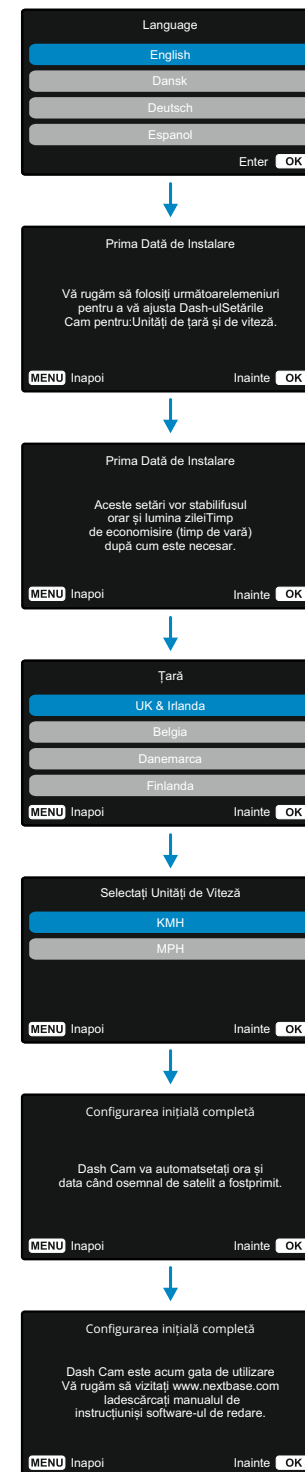 Language
English
Dansk
Deutsch
Espanol
Enter OK
Prima Dată de Instalare
Vă rugăm să folosiți următoarelemeniuri
pentru a vă ajusta Dash-ulSetările
Cam pentru:Unități de țară și de viteză.
MENU Inapoi Inainte OK
Prima Dată de Instalare
Aceste setări vor stabilifusul
orar și lumina zileiTimp
de economisire (timp de vară)
după cum este necesar.
MENU Inapoi Inainte OK
Țară
UK & Irlanda
Belgia
Danemarca
Finlanda
MENU Inapoi Inainte OK
Selectați Unități de Viteză
KMH
MPH
MENU Inapoi Inainte OK
Configurarea inițială completă
Dash Cam va automatsetați ora și
data când osemnal de satelit a fostprimit.
MENU Inapoi Inainte OK
Configurarea inițială completă
Dash Cam este acum gata de utilizare
Vă rugăm să vizitați www.nextbase.com
ladescărcați manualul de
instrucțiuniși software-ul de redare.
MENU Inapoi Inainte OK